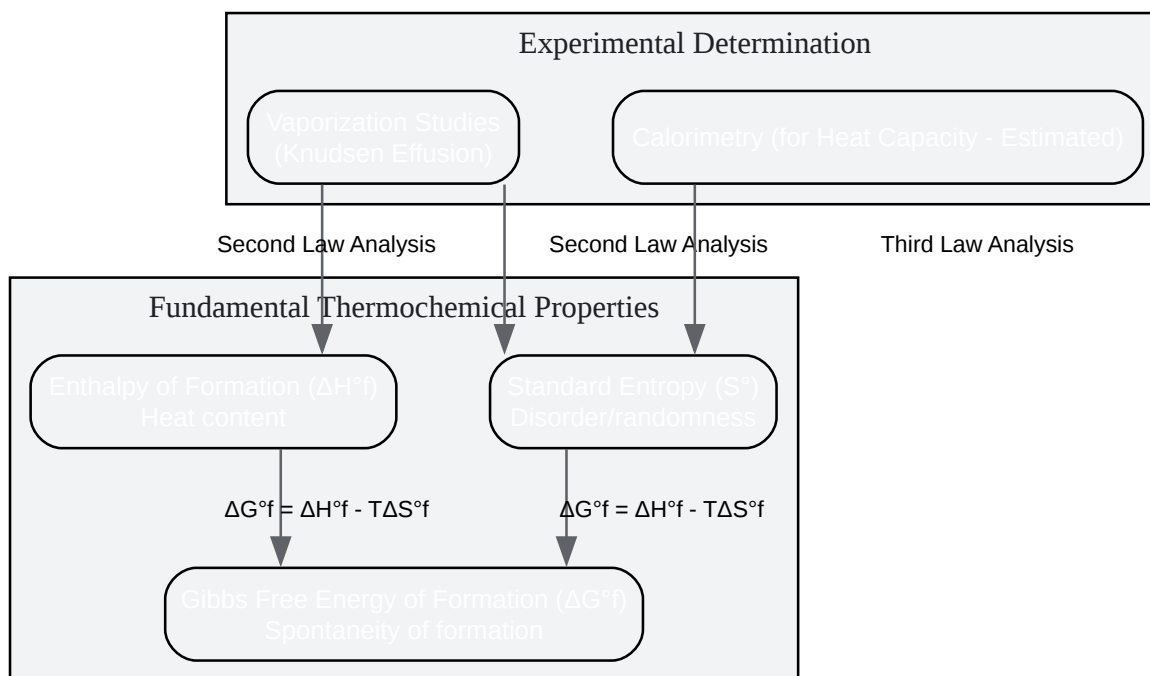 Experimental Determination
Vaporization Studies
(Knudsen Effusion)
Calorimetry (for Heat Capacity - Estimated)
Second Law Analysis
Second Law Analysis
Third Law Analysis
Fundamental Thermochemical Properties
Enthalpy of Formation (ΔH°f)
Heat content
Standard Entropy (S°)
Disorder/randomness
ΔG°f = ΔH°f - TΔS°f
ΔG°f = ΔH°f - TΔS°f
Gibbs Free Energy of Formation (ΔG°f)
Spontaneity of formation